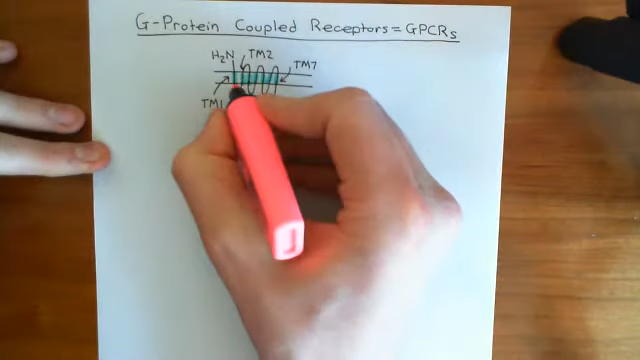 G-Protein Coupled Receptors = GPCRs
H₂N TM2
TM7
TM1